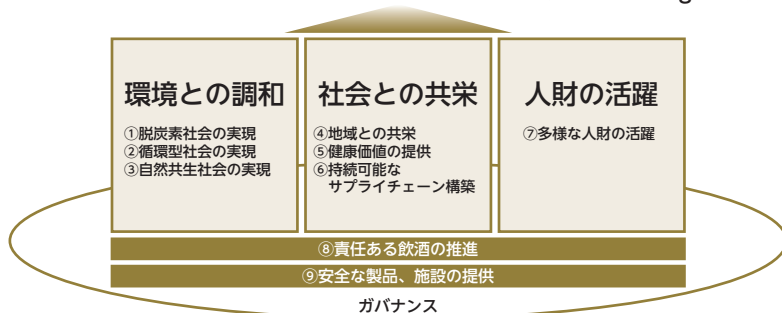 環境との調和
①脱炭素社会の実現
②循環型社会の実現
③自然共生社会の実現
社会との共栄
④地域との共栄
⑤健康価値の提供
⑥持続可能な
サプライチェーン構築
人財の活躍
⑦多様な人財の活躍
⑧責任ある飲酒の推進
⑨安全な製品、施設の提供
ガバナンス